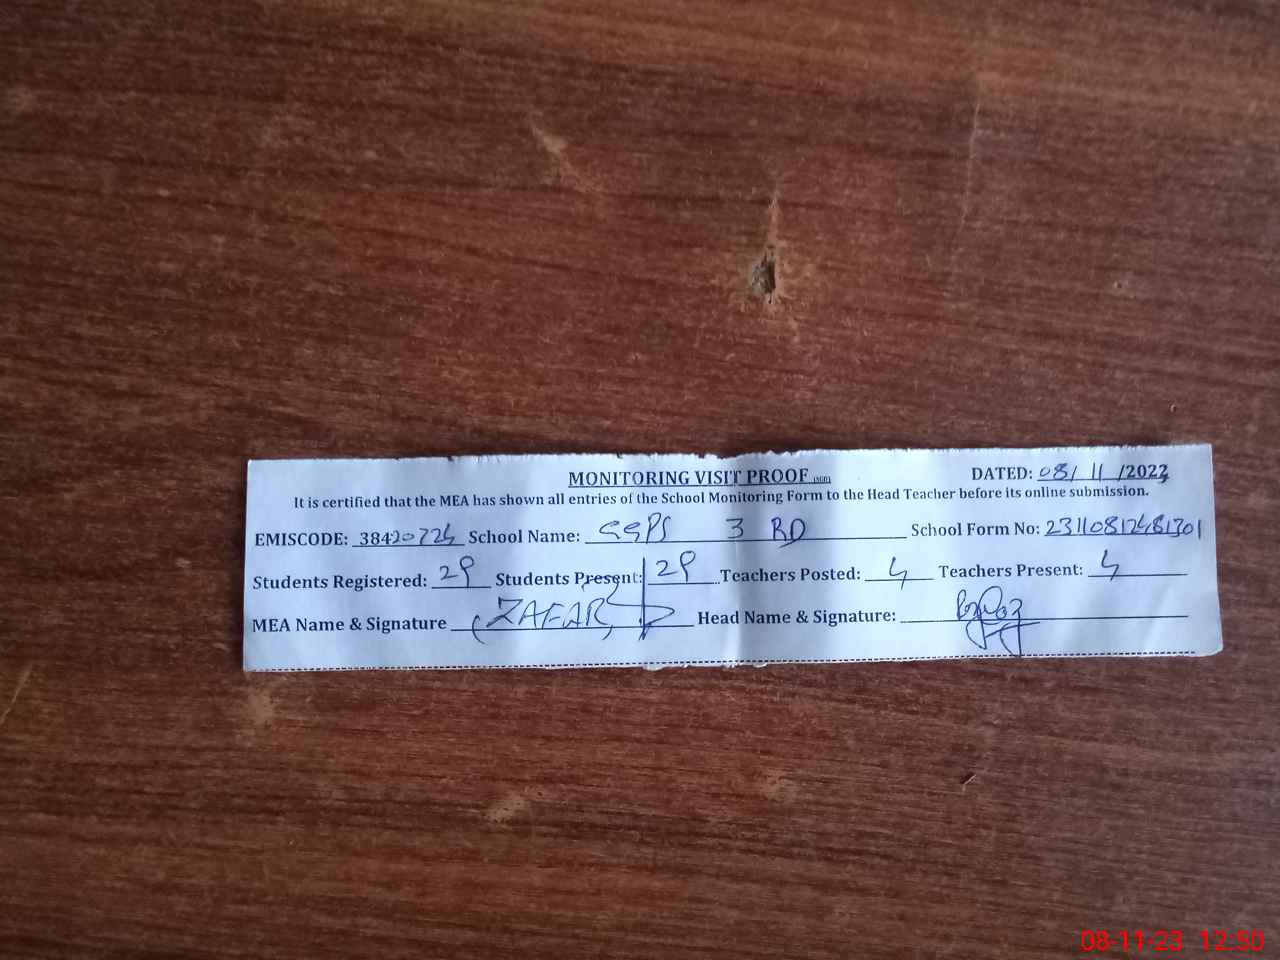 MONITORING VISIT PROOF DATED: 08/11/2023
It is certified that the MEA has shown all entries of the School Monitoring Form to the Head Teacher before its online submission.
EMISCODE: 38420724 School Name: GGPS 3 RD School Form No: 23110812481301
Students Registered: 29 Students Present: 29 Teachers Posted: 4 Teachers Present: 4
MEA Name & Signature (ZAFAR) Head Name & Signature:
08-11-23 12:50